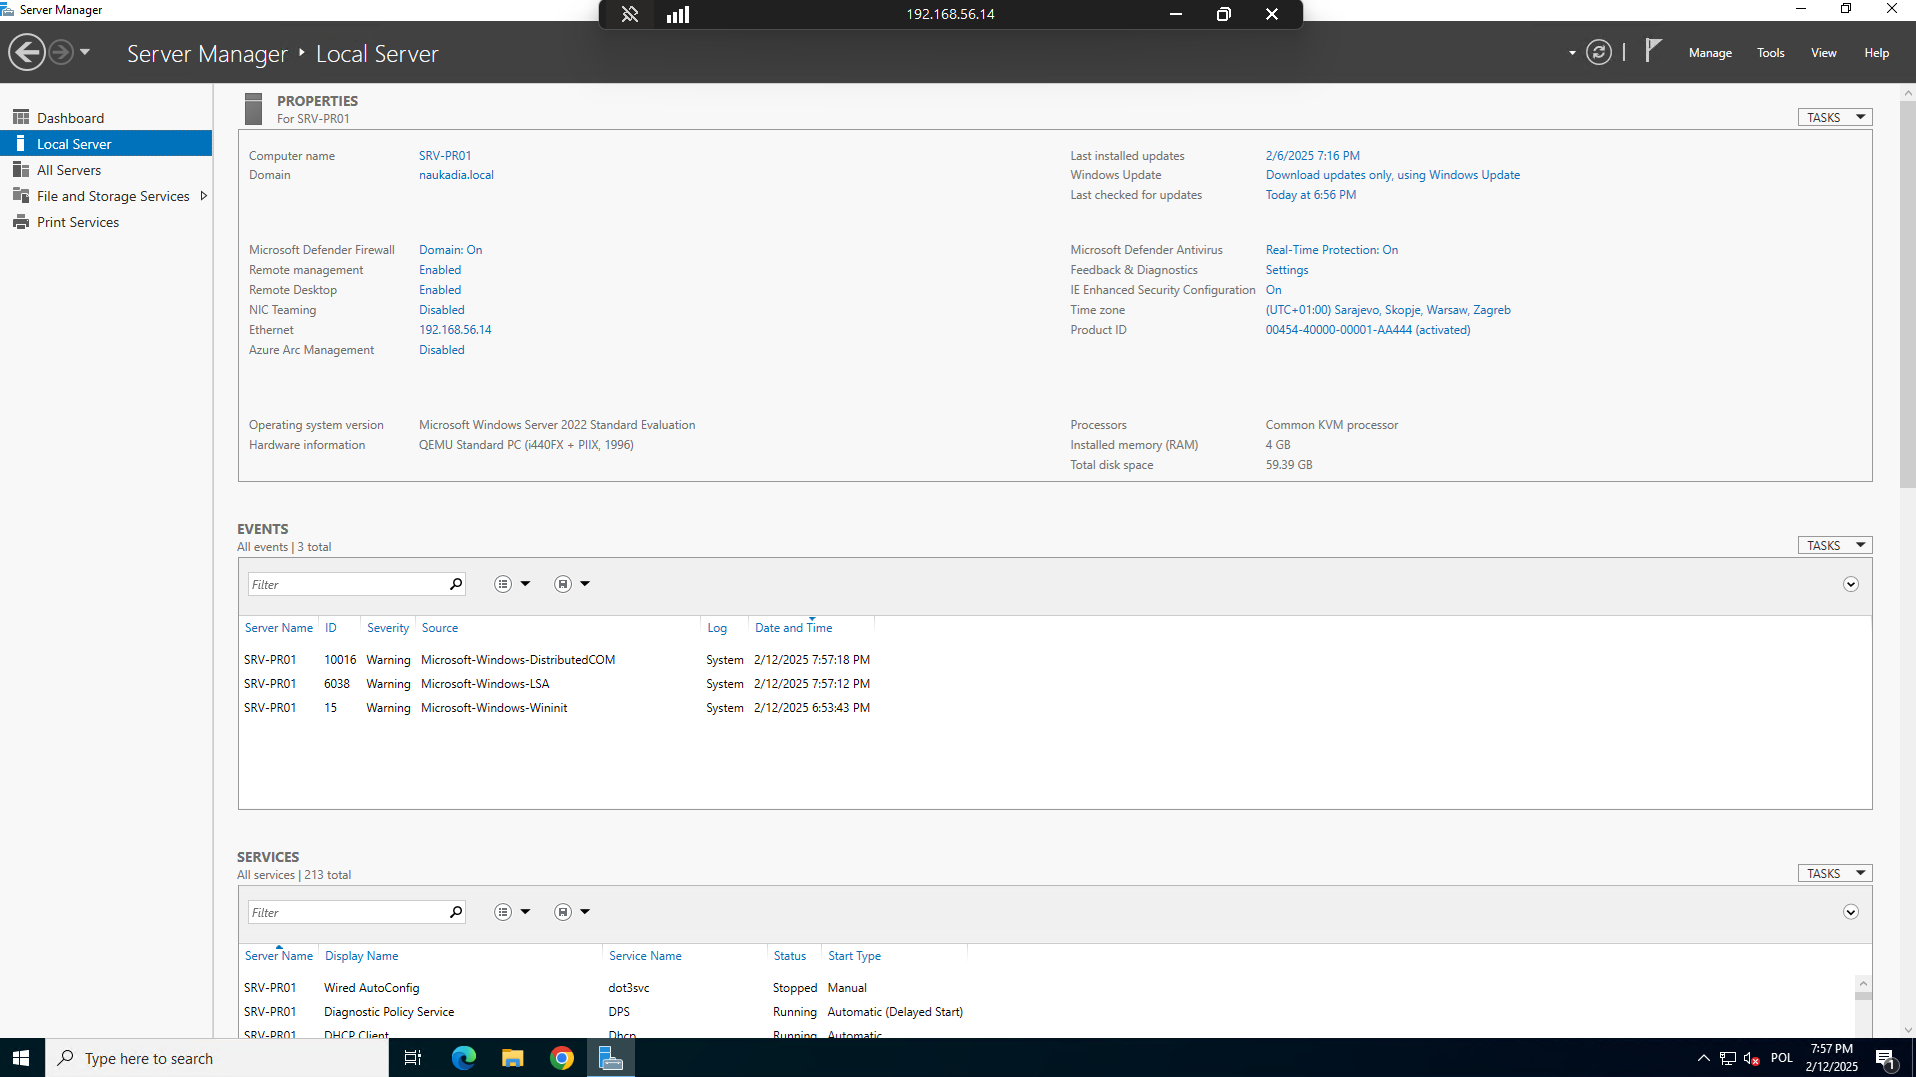 Server Manager
192.168.56.14
Server Manager ‣ Local Server
Manage Tools View Help
Dashboard
Local Server
All Servers
File and Storage Services
Print Services
PROPERTIES
For SRV-PR01
TASKS
Computer name SRV-PR01
Domain naukadia.local
Last installed updates 2/6/2025 7:16 PM
Windows Update Download updates only, using Windows Update
Last checked for updates Today at 6:56 PM
Microsoft Defender Firewall Domain: On
Remote management Enabled
Remote Desktop Enabled
NIC Teaming Disabled
Ethernet 192.168.56.14
Azure Arc Management Disabled
Microsoft Defender Antivirus Real-Time Protection: On
Feedback & Diagnostics Settings
IE Enhanced Security Configuration On
Time zone (UTC+01:00) Sarajevo, Skopje, Warsaw, Zagreb
Product ID 00454-40000-00001-AA444 (activated)
Operating system version Microsoft Windows Server 2022 Standard Evaluation
Hardware information QEMU Standard PC (i440FX + PIIX, 1996)
Processors Common KVM processor
Installed memory (RAM) 4 GB
Total disk space 59.39 GB
EVENTS
All events | 3 total
TASKS
Filter
Server Name ID Severity Source Log Date and Time
SRV-PR01 10016 Warning Microsoft-Windows-DistributedCOM System 2/12/2025 7:57:18 PM
SRV-PR01 6038 Warning Microsoft-Windows-LSA System 2/12/2025 7:57:12 PM
SRV-PR01 15 Warning Microsoft-Windows-Wininit System 2/12/2025 6:53:43 PM
SERVICES
All services | 213 total
TASKS
Filter
Server Name Display Name Service Name Status Start Type
SRV-PR01 Wired AutoConfig dot3svc Stopped Manual
SRV-PR01 Diagnostic Policy Service DPS Running Automatic (Delayed Start)
SRV-PR01 DHCP Client Dhcp Running Automatic
Type here to search
POL
7:57 PM
2/12/2025
1